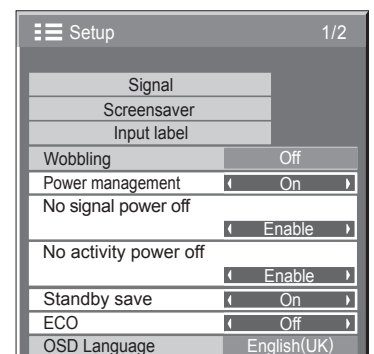 Setup 1/2
Signal
Screensaver
Input label
Wobbling Off
Power management On
No signal power off
Enable
No activity power off
Enable
Standby save On
ECO Off
OSD Language English(UK)